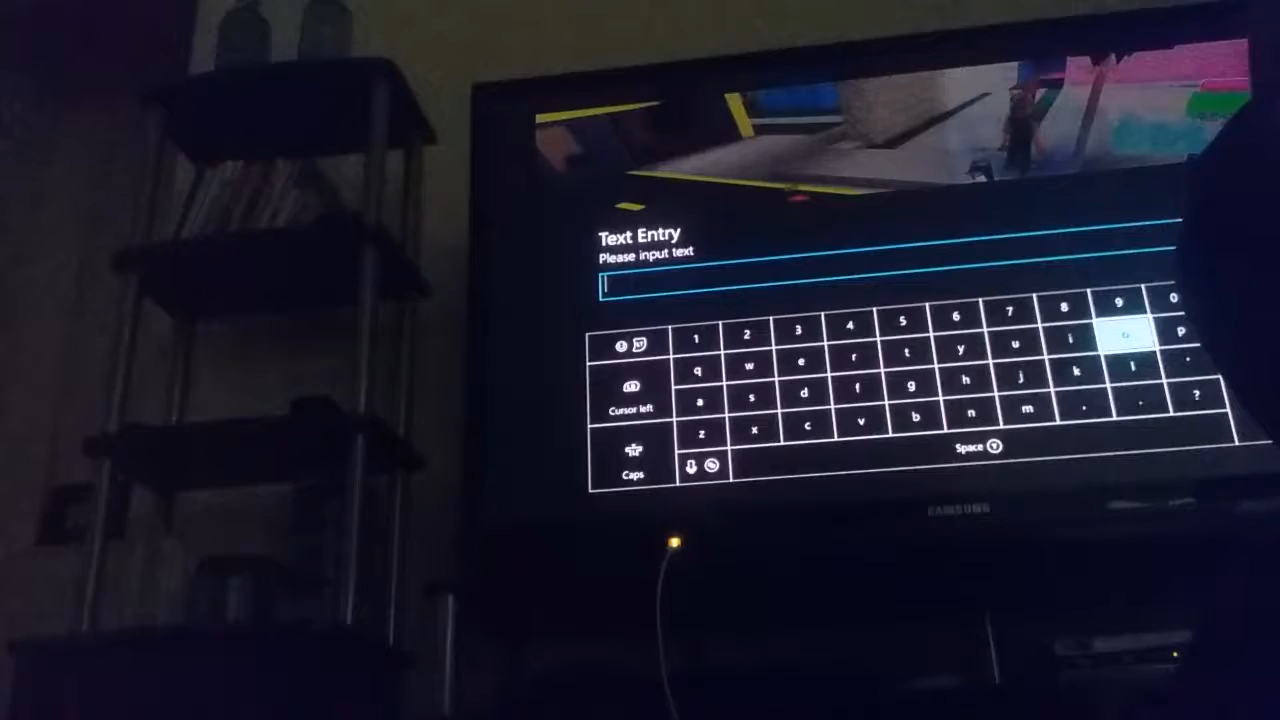 Text Entry
Please input text
1 2 3 4 5 6 7 8 9 0
q w e r t y u i o p
Cursor left
a s d f g h j k l '
z x c v b n m , . ?
Caps
Space Y
SAMSUNG